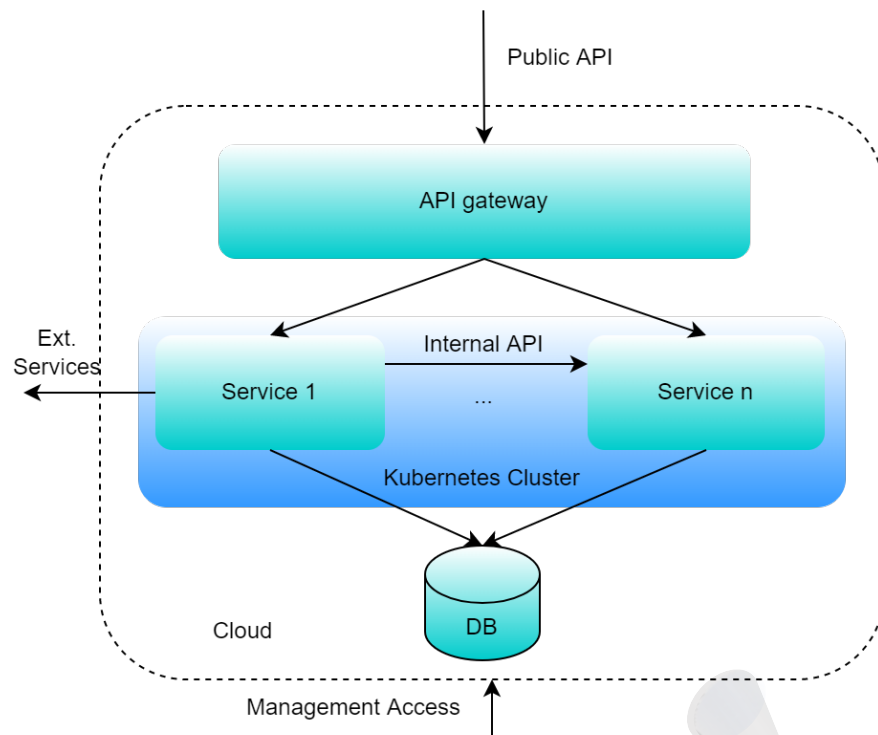 Public API
API gateway
Ext.
Services
Internal API
Service 1
...
Service n
Kubernetes Cluster
DB
Cloud
Management Access